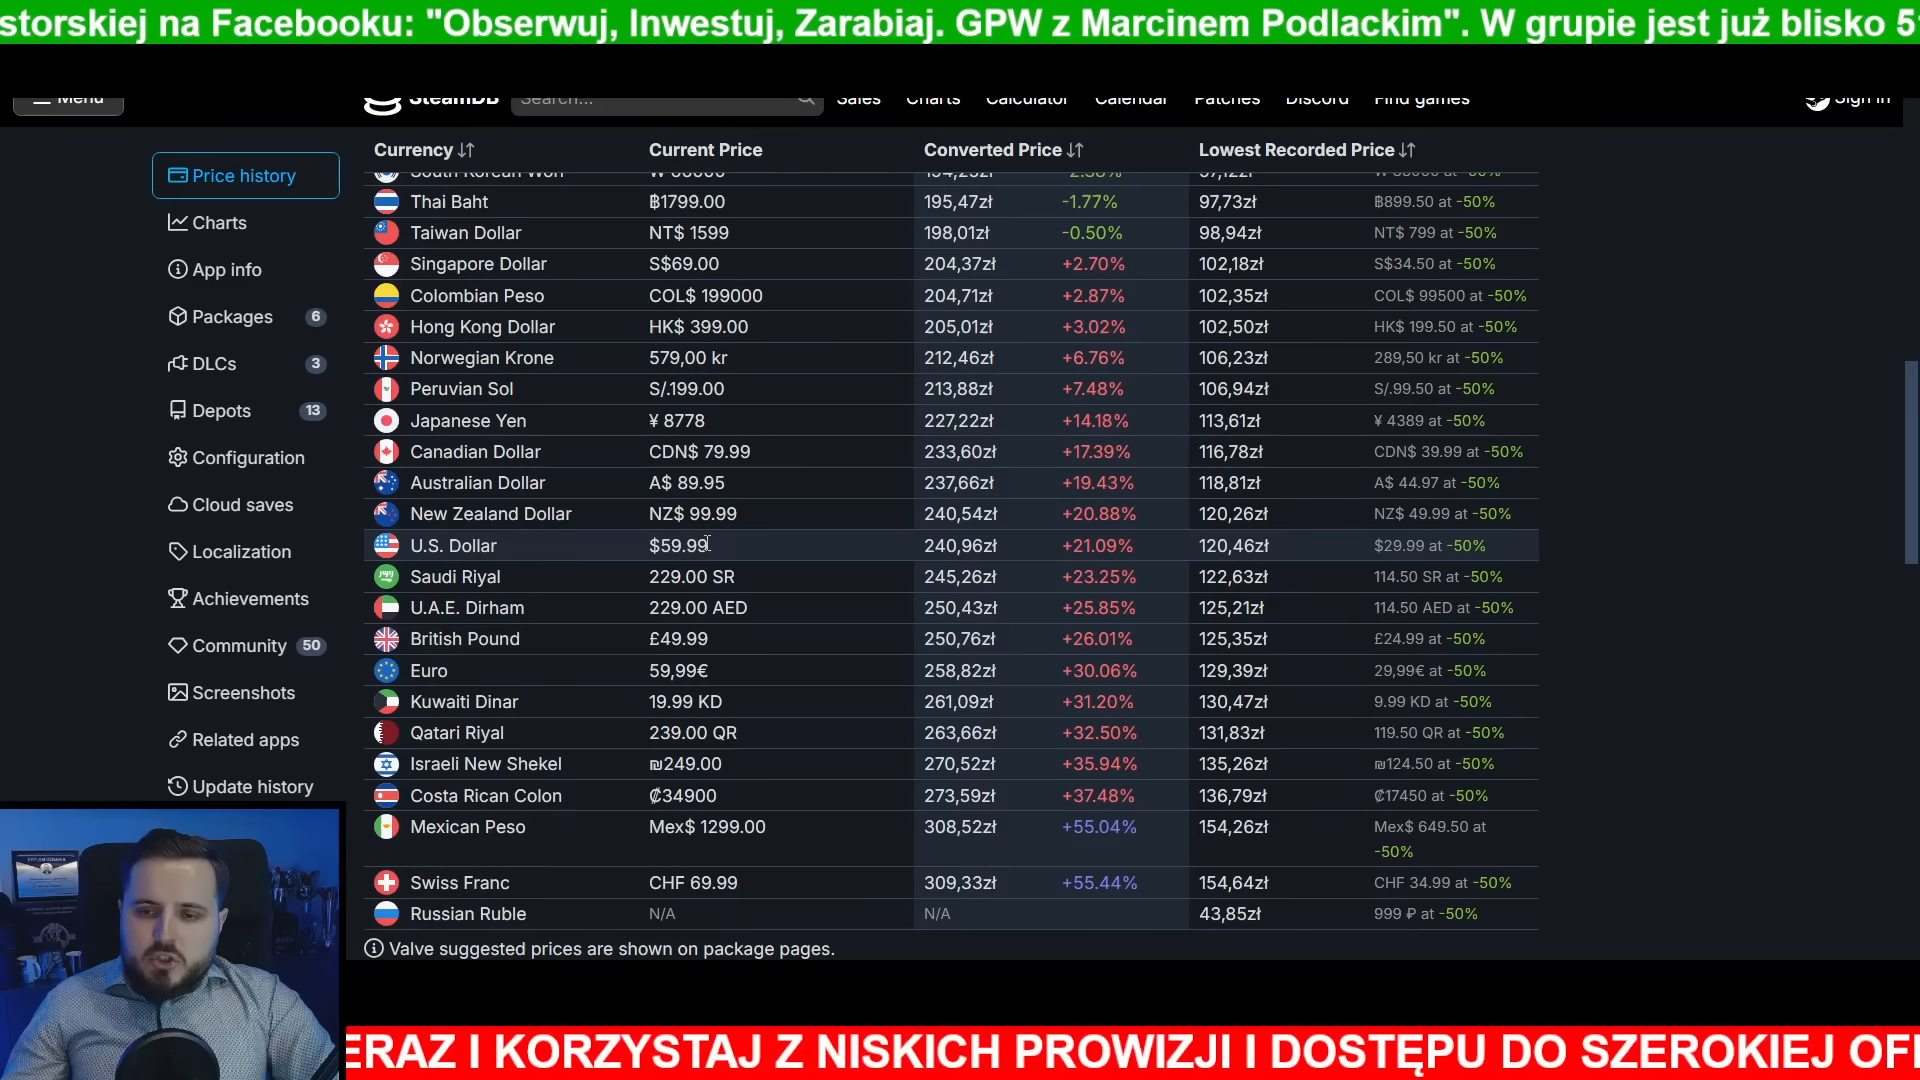 storskiej na Facebooku: "Obserwuj, Inwestuj, Zarabiaj. GPW z Marcinem Podlackim". W grupie jest już blisko 5
Menu SteamDB Search... Sales Charts Calculator Calendar Patches Discord Find games Sign in
Currency Current Price Converted Price Lowest Recorded Price
Price history
Charts
App info
Packages 6
DLCs 3
Depots 13
Configuration
Cloud saves
Localization
Achievements
Community 50
Screenshots
Related apps
Update history
South Korean Won
Thai Baht ฿1799.00 195,47zł -1.77% 97,73zł ฿899.50 at -50%
Taiwan Dollar NT$ 1599 198,01zł -0.50% 98,94zł NT$ 799 at -50%
Singapore Dollar S$69.00 204,37zł +2.70% 102,18zł S$34.50 at -50%
Colombian Peso COL$ 199000 204,71zł +2.87% 102,35zł COL$ 99500 at -50%
Hong Kong Dollar HK$ 399.00 205,01zł +3.02% 102,50zł HK$ 199.50 at -50%
Norwegian Krone 579,00 kr 212,46zł +6.76% 106,23zł 289,50 kr at -50%
Peruvian Sol S/.199.00 213,88zł +7.48% 106,94zł S/.99.50 at -50%
Japanese Yen ¥ 8778 227,22zł +14.18% 113,61zł ¥ 4389 at -50%
Canadian Dollar CDN$ 79.99 233,60zł +17.39% 116,78zł CDN$ 39.99 at -50%
Australian Dollar A$ 89.95 237,66zł +19.43% 118,81zł A$ 44.97 at -50%
New Zealand Dollar NZ$ 99.99 240,54zł +20.88% 120,26zł NZ$ 49.99 at -50%
U.S. Dollar $59.99 240,96zł +21.09% 120,46zł $29.99 at -50%
Saudi Riyal 229.00 SR 245,26zł +23.25% 122,63zł 114.50 SR at -50%
U.A.E. Dirham 229.00 AED 250,43zł +25.85% 125,21zł 114.50 AED at -50%
British Pound £49.99 250,76zł +26.01% 125,35zł £24.99 at -50%
Euro 59,99€ 258,82zł +30.06% 129,39zł 29,99€ at -50%
Kuwaiti Dinar 19.99 KD 261,09zł +31.20% 130,47zł 9.99 KD at -50%
Qatari Riyal 239.00 QR 263,66zł +32.50% 131,83zł 119.50 QR at -50%
Israeli New Shekel ₪249.00 270,52zł +35.94% 135,26zł ₪124.50 at -50%
Costa Rican Colon ₡34900 273,59zł +37.48% 136,79zł ₡17450 at -50%
Mexican Peso Mex$ 1299.00 308,52zł +55.04% 154,26zł Mex$ 649.50 at
-50%
Swiss Franc CHF 69.99 309,33zł +55.44% 154,64zł CHF 34.99 at -50%
Russian Ruble N/A N/A 43,85zł 999 ₽ at -50%
Valve suggested prices are shown on package pages.
ERAZ I KORZYSTAJ Z NISKICH PROWIZJI I DOSTĘPU DO SZEROKIEJ OF